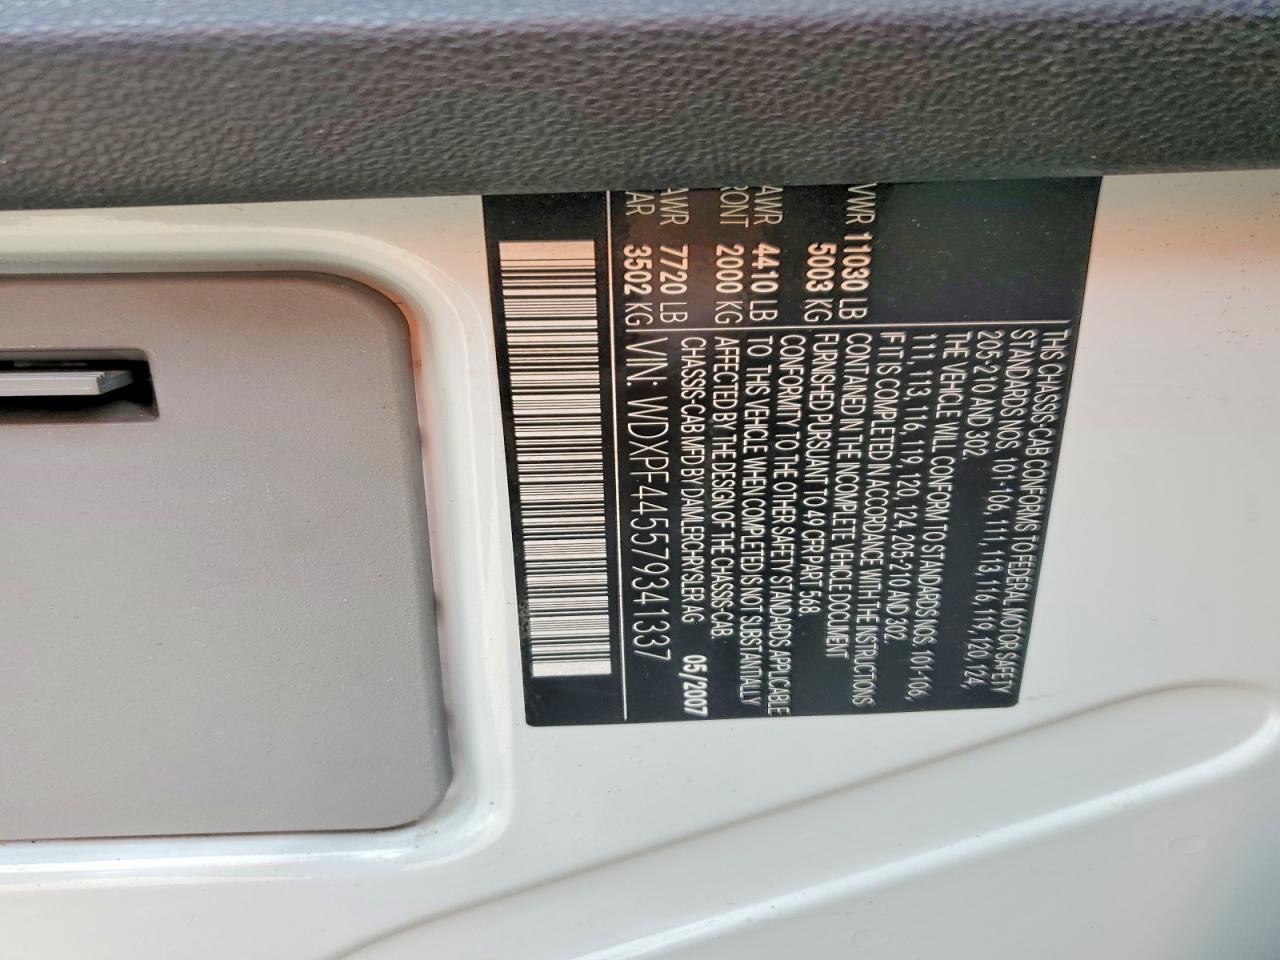 VWR 11030 LB
5003 KG
AWR 4410 LB
RONT 2000 KG
AWR 7720 LB
AR 3502 KG
THIS CHASSIS-CAB CONFORMS TO FEDERAL MOTOR SAFETY
STANDARDS NOS. 101-106, 111, 113, 116, 119, 120, 124,
205-210 AND 302
THE VEHICLE WILL CONFORM TO STANDARDS NOS. 101-106,
111, 113, 116, 119, 120, 124, 205-210 AND 302.
IF IT IS COMPLETED IN ACCORDANCE WITH THE INSTRUCTIONS
CONTAINED IN THE INCOMPLETE VEHICLE DOCUMENT
FURNISHED PURSUANT TO 49 CFR PART 568.
CONFORMITY TO THE OTHER SAFETY STANDARDS APPLICABLE
TO THIS VEHICLE WHEN COMPLETED IS NOT SUBSTANTIALLY
AFFECTED BY THE DESIGN OF THE CHASSIS-CAB.
CHASSIS-CAB MFD BY DAIMLERCHRYSLER AG 05/2007
VIN: WDXPF445579341337